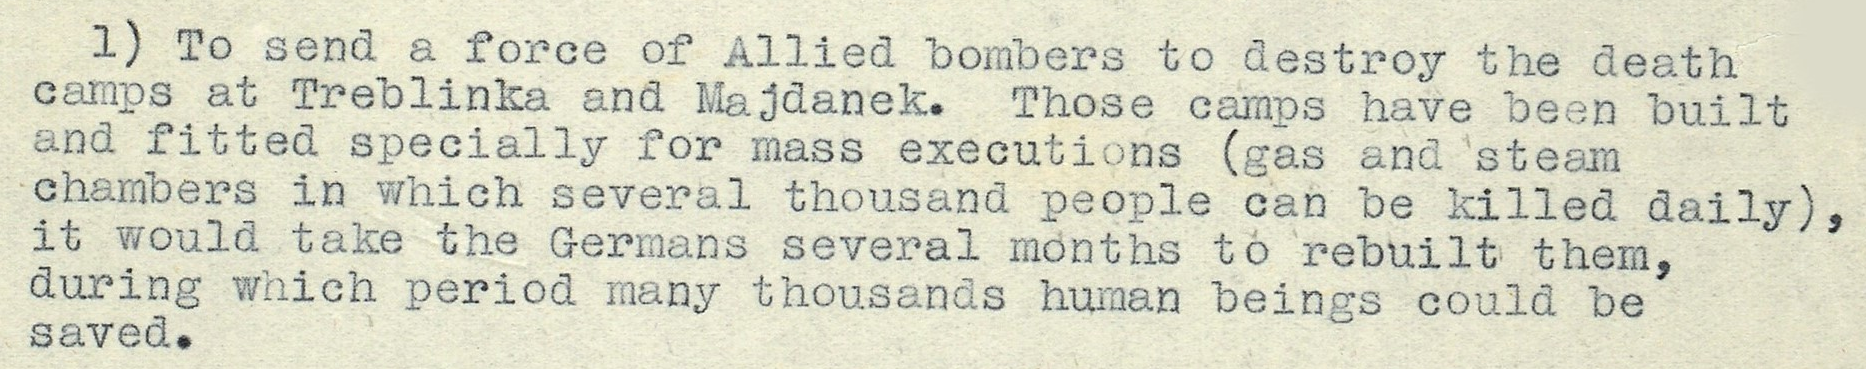 1) To send a force of Allied bombers to destroy the death
camps at Treblinka and Majdanek. Those camps have been built
and fitted specially for mass executions (gas and steam
chambers in which several thousand people can be killed daily),
it would take the Germans several months to rebuilt them,
during which period many thousands human beings could be
saved.